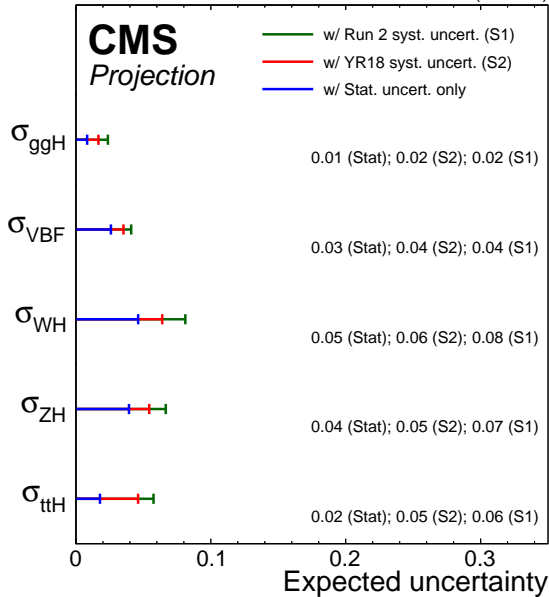 CMS
Projection
w/ Run 2 syst. uncert. (S1)
w/ YR18 syst. uncert. (S2)
w/ Stat. uncert. only
σggH
0.01 (Stat); 0.02 (S2); 0.02 (S1)
σVBF
0.03 (Stat); 0.04 (S2); 0.04 (S1)
σWH
0.05 (Stat); 0.06 (S2); 0.08 (S1)
σZH
0.04 (Stat); 0.05 (S2); 0.07 (S1)
σttH
0.02 (Stat); 0.05 (S2); 0.06 (S1)
0 0.1 0.2 0.3
Expected uncertainty